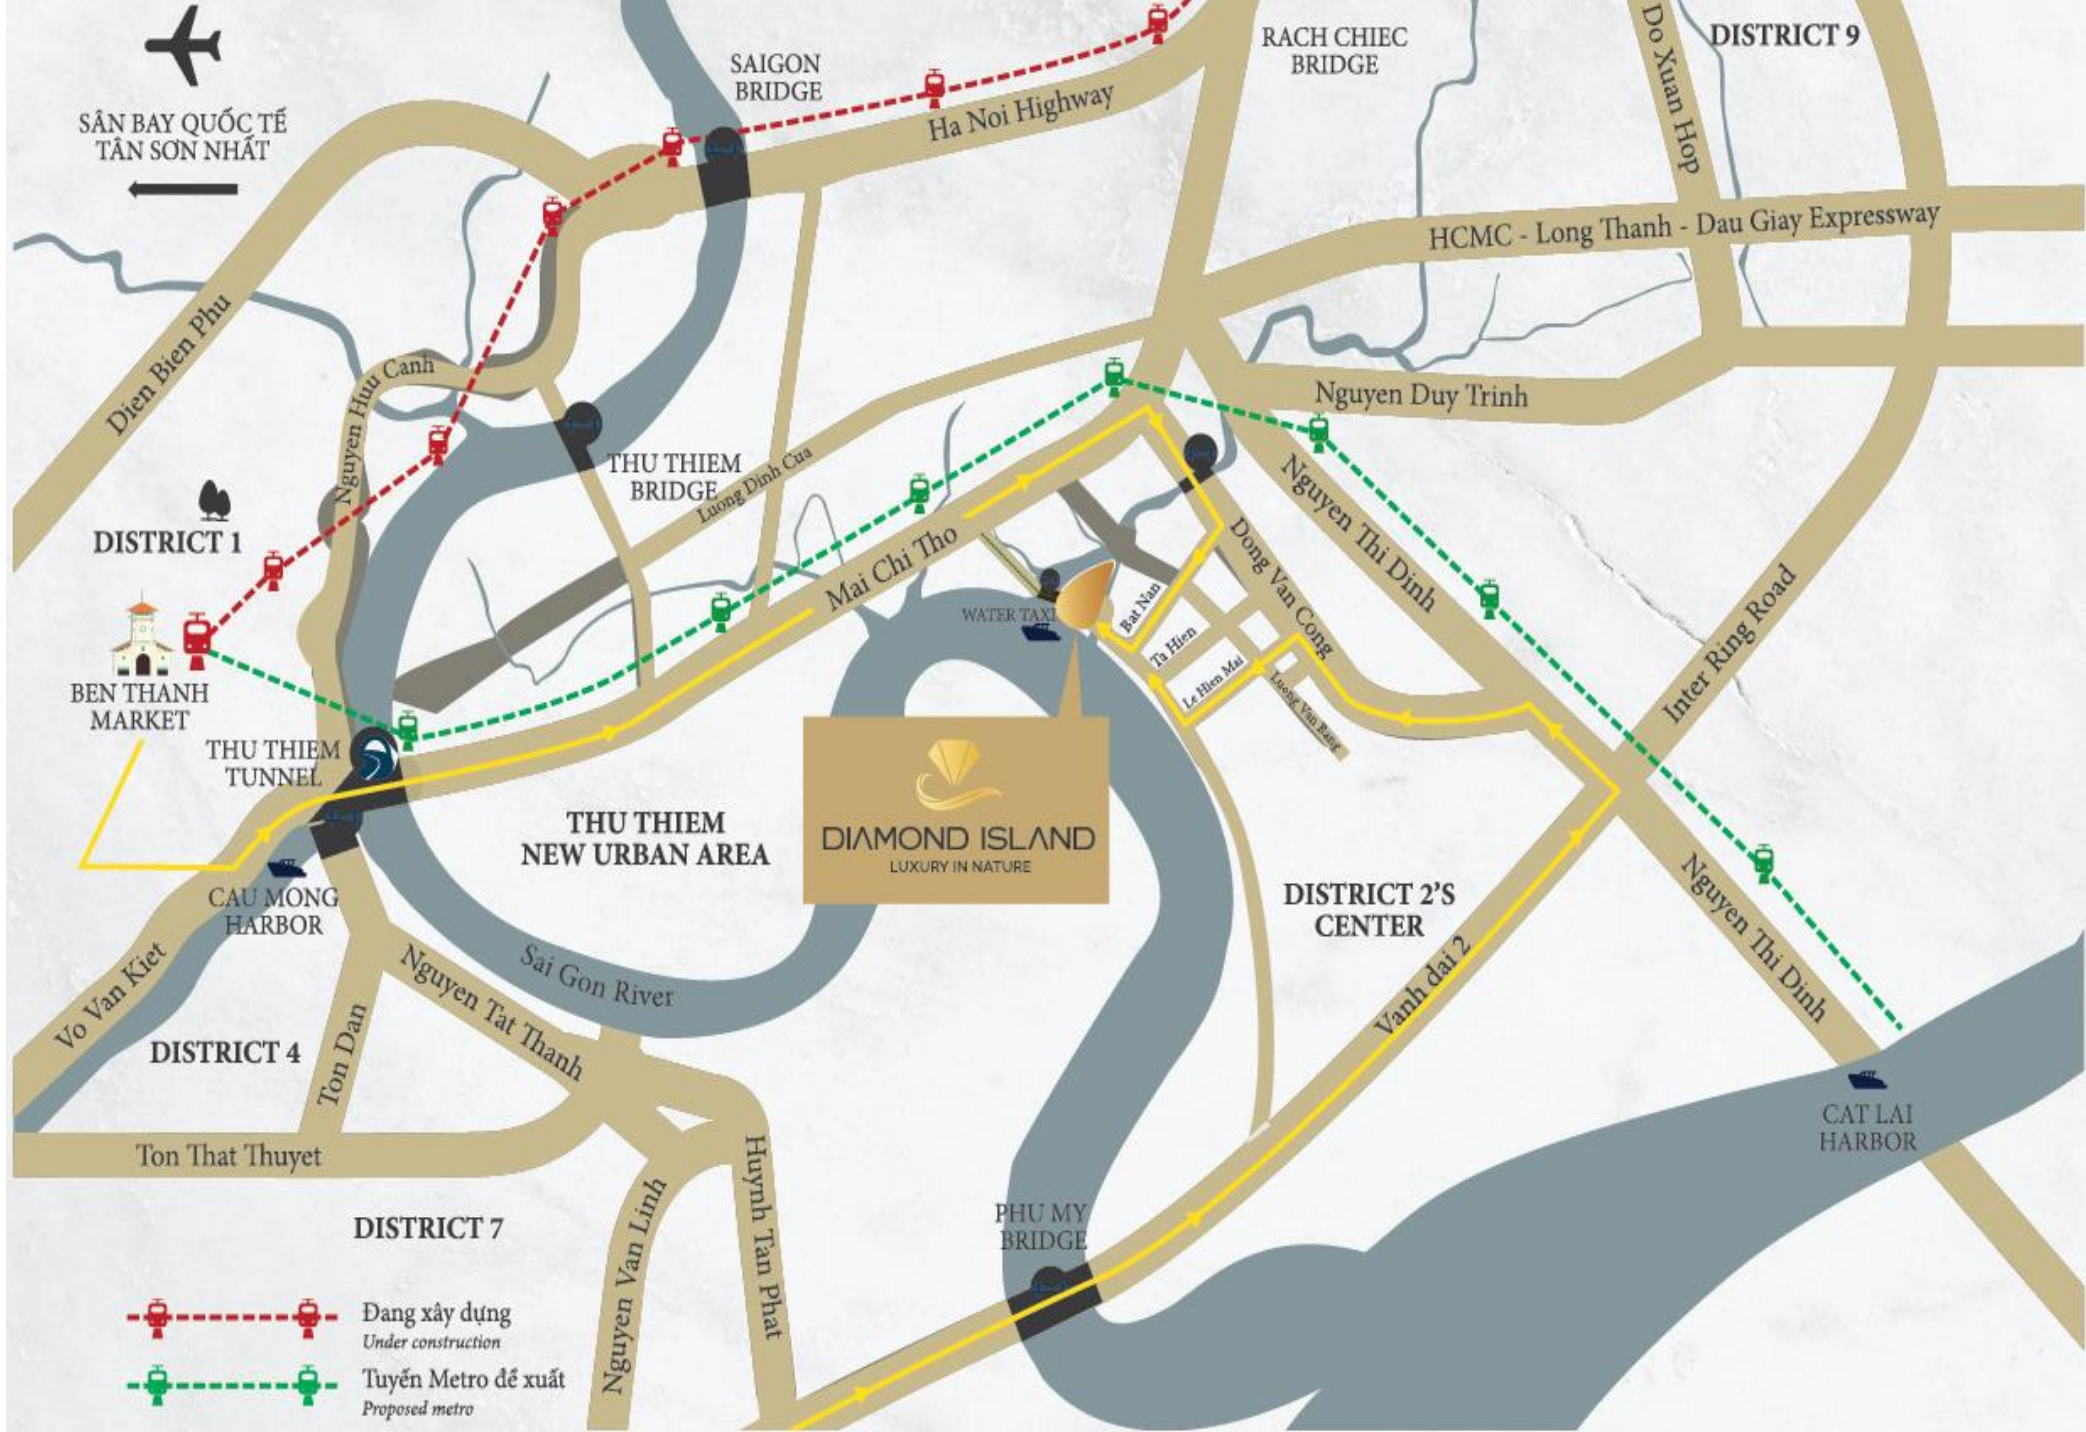 RACH CHIEC
BRIDGE
Do Xuan Hop
DISTRICT 9
SAIGON
BRIDGE
SÂN BAY QUỐC TẾ
TÂN SƠN NHẤT
Ha Noi Highway
HCMC - Long Thanh - Dau Giay Expressway
Dien Bien Phu
Nguyen Huu Canh
Nguyen Duy Trinh
THU THIEM
BRIDGE
Luong Dinh Cua
DISTRICT 1
Mai Chi Tho
Nguyen Thi Dinh
Dong Van Cong
WATER TAXI
Bat Nan
Ta Hien
Le Hien Mai
Luong Van Bang
Inter Ring Road
BEN THANH
MARKET
THU THIEM
TUNNEL
THU THIEM
NEW URBAN AREA
DIAMOND ISLAND
LUXURY IN NATURE
CAU MONG
HARBOR
DISTRICT 2'S
CENTER
Nguyen Thi Dinh
Vo Van Kiet
Sai Gon River
Nguyen Tat Thanh
Vanh dai 2
DISTRICT 4
Ton Dan
CAT LAI
HARBOR
Ton That Thuyet
Huynh Tan Phat
Nguyen Van Linh
DISTRICT 7
PHU MY
BRIDGE
Đang xây dựng
Under construction
Tuyến Metro đề xuất
Proposed metro